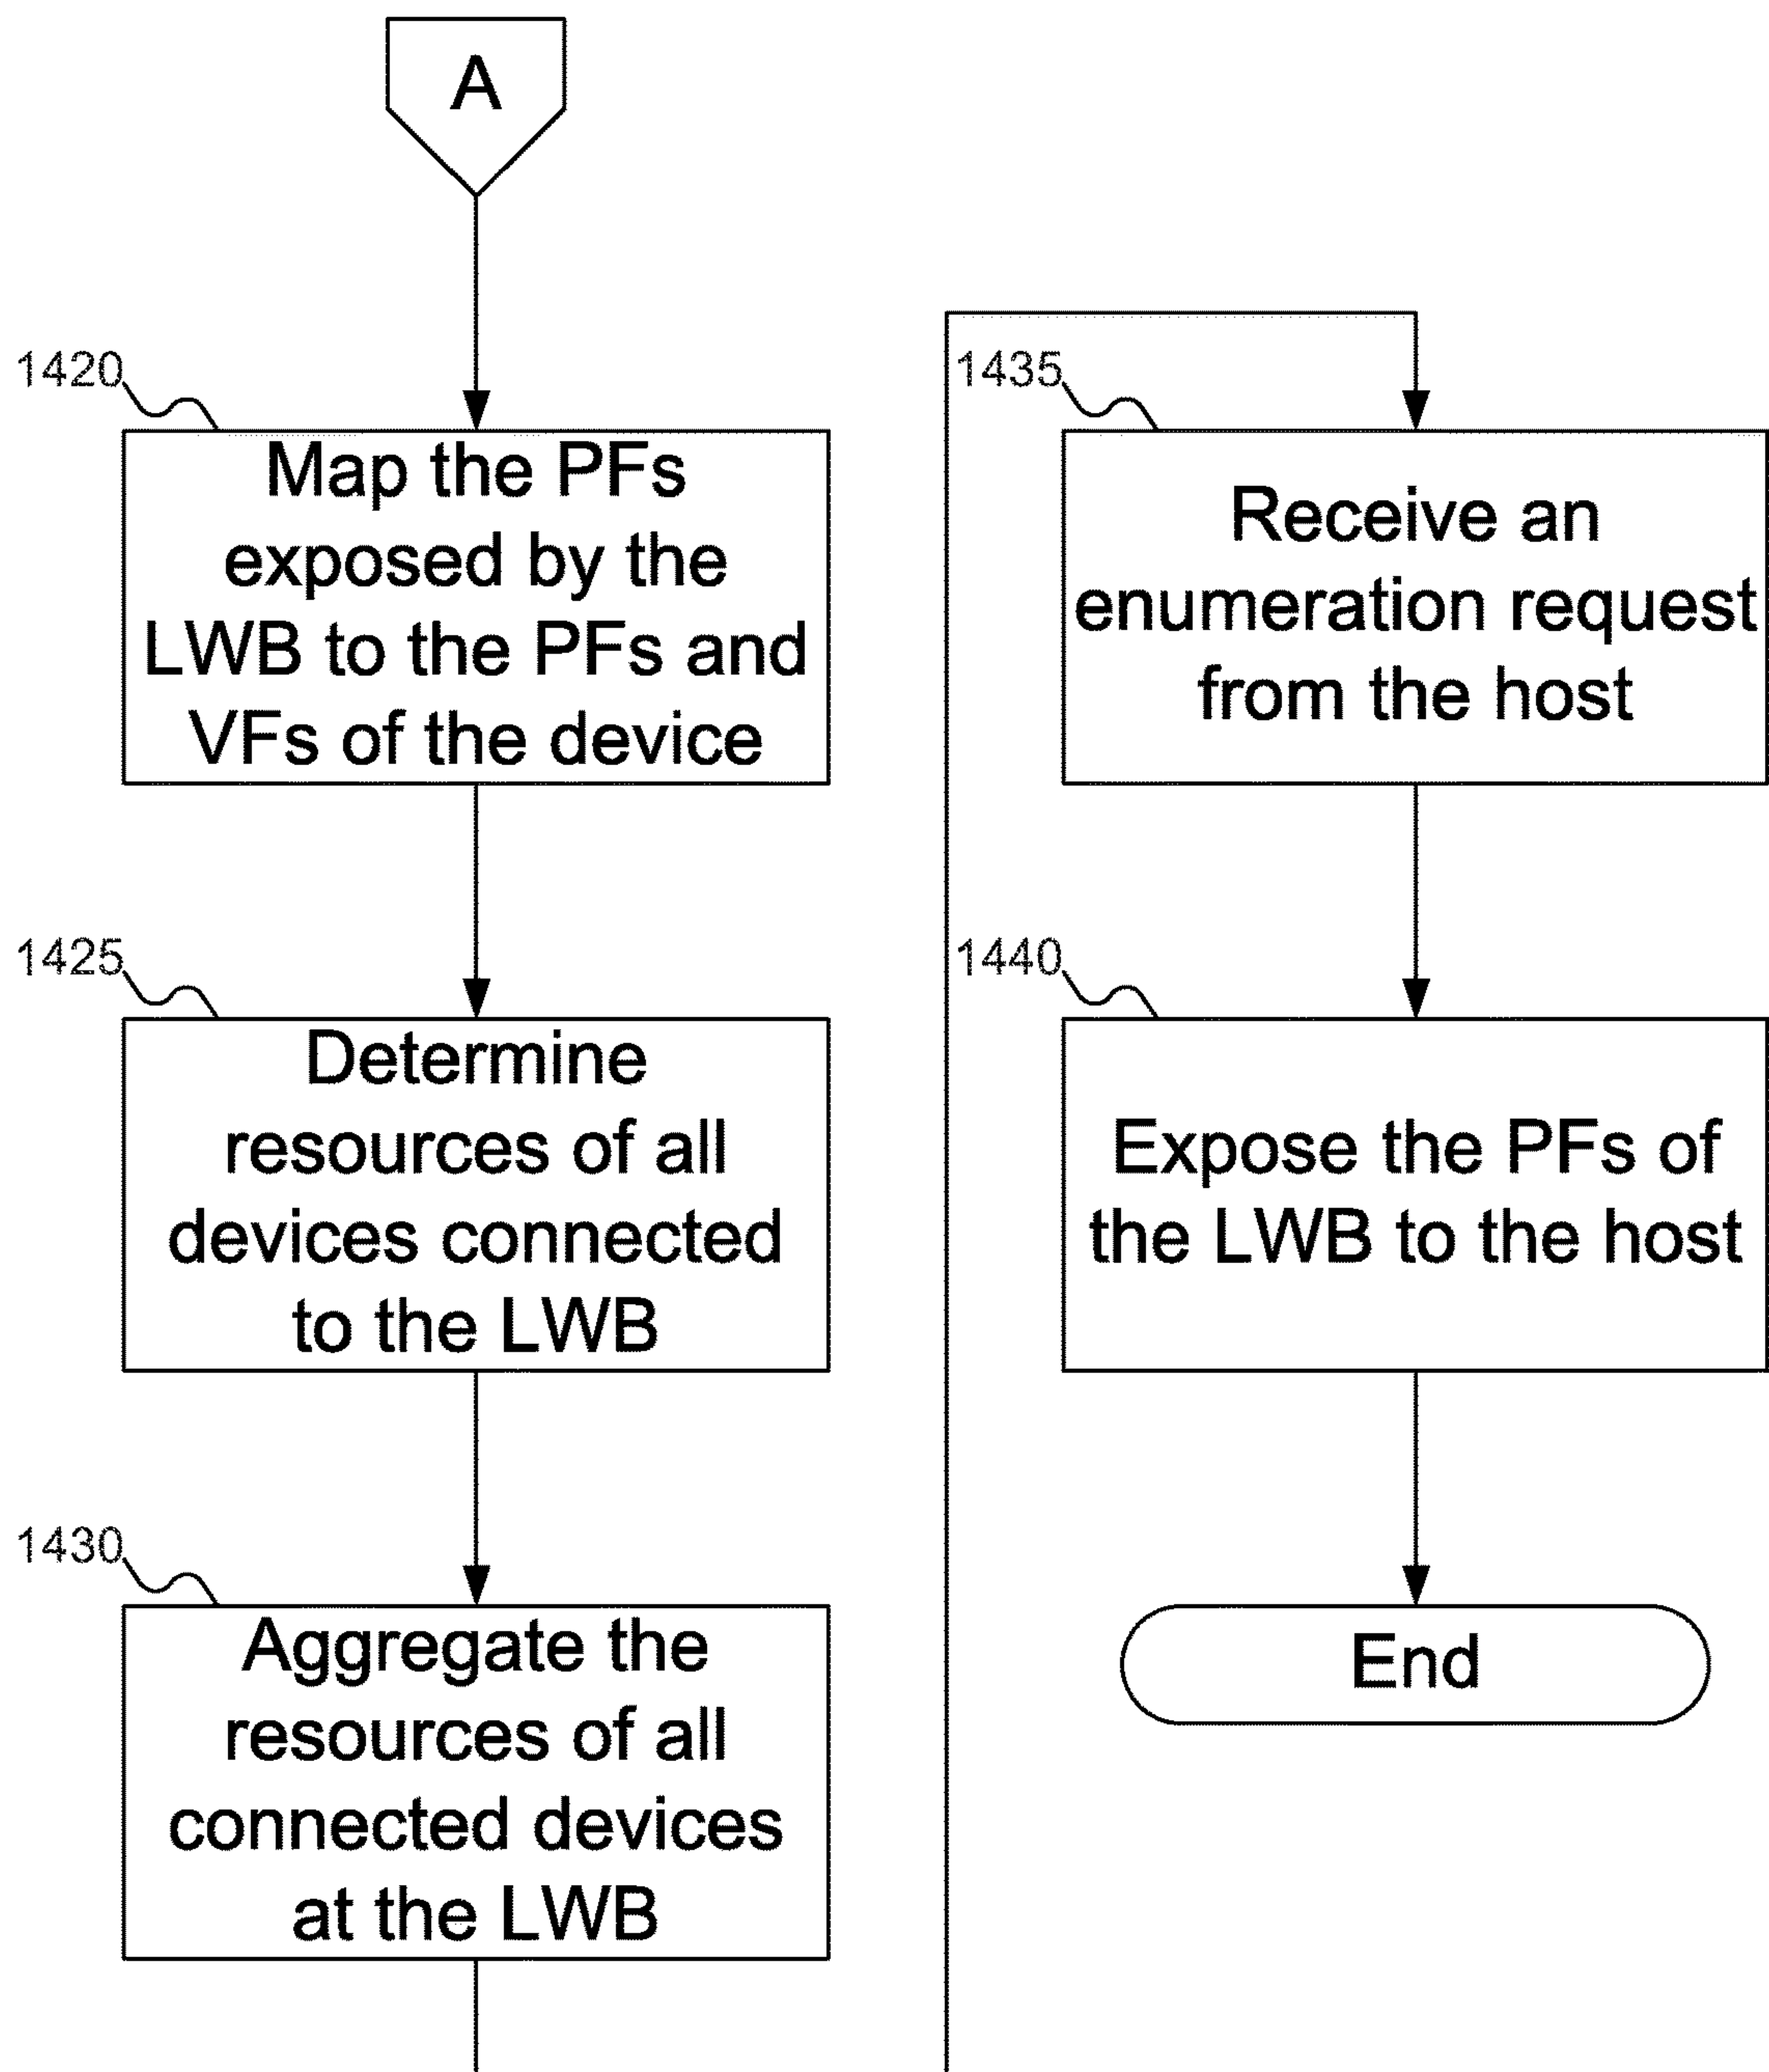 A
1420
Map the PFs
exposed by the
LWB to the PFs and
VFs of the device
1425
Determine
resources of all
devices connected
to the LWB
1430
Aggregate the
resources of all
connected devices
at the LWB
1435
Receive an
enumeration request
from the host
1440
Expose the PFs of
the LWB to the host
End